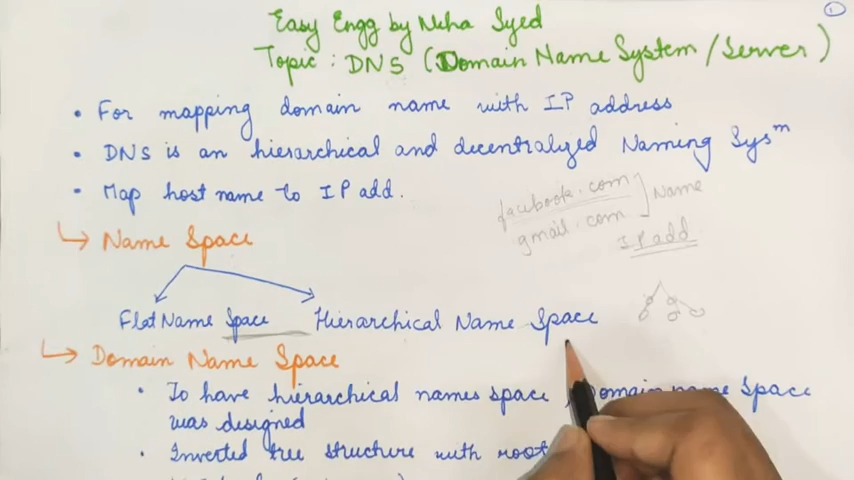 1
Easy Engg by Neha Syed
Topic : DNS (Domain Name System / Server)
• For mapping domain name with IP address
• DNS is an hierarchical and decentralized Naming Sysm
• Map host name to IP add.
facebook.com
gmail.com
Name
IP add
Name Space
Flat Name Space
Hierarchical Name Space
Domain Name Space
• To have hierarchical names space, Domain name Space
was designed
• Inverted tree structure with root